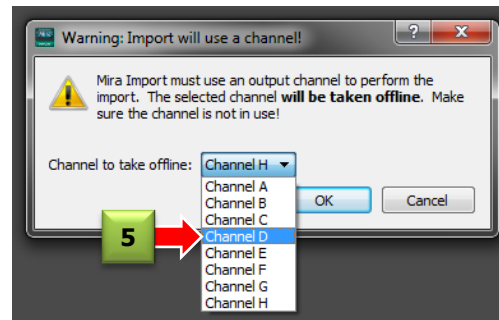 Warning: Import will use a channel!
Mira Import must use an output channel to perform the
import. The selected channel will be taken offline. Make
sure the channel is not in use!
Channel to take offline: Channel H
Channel A
Channel B
Channel C
Channel D
Channel E
Channel F
Channel G
Channel H
OK Cancel
5